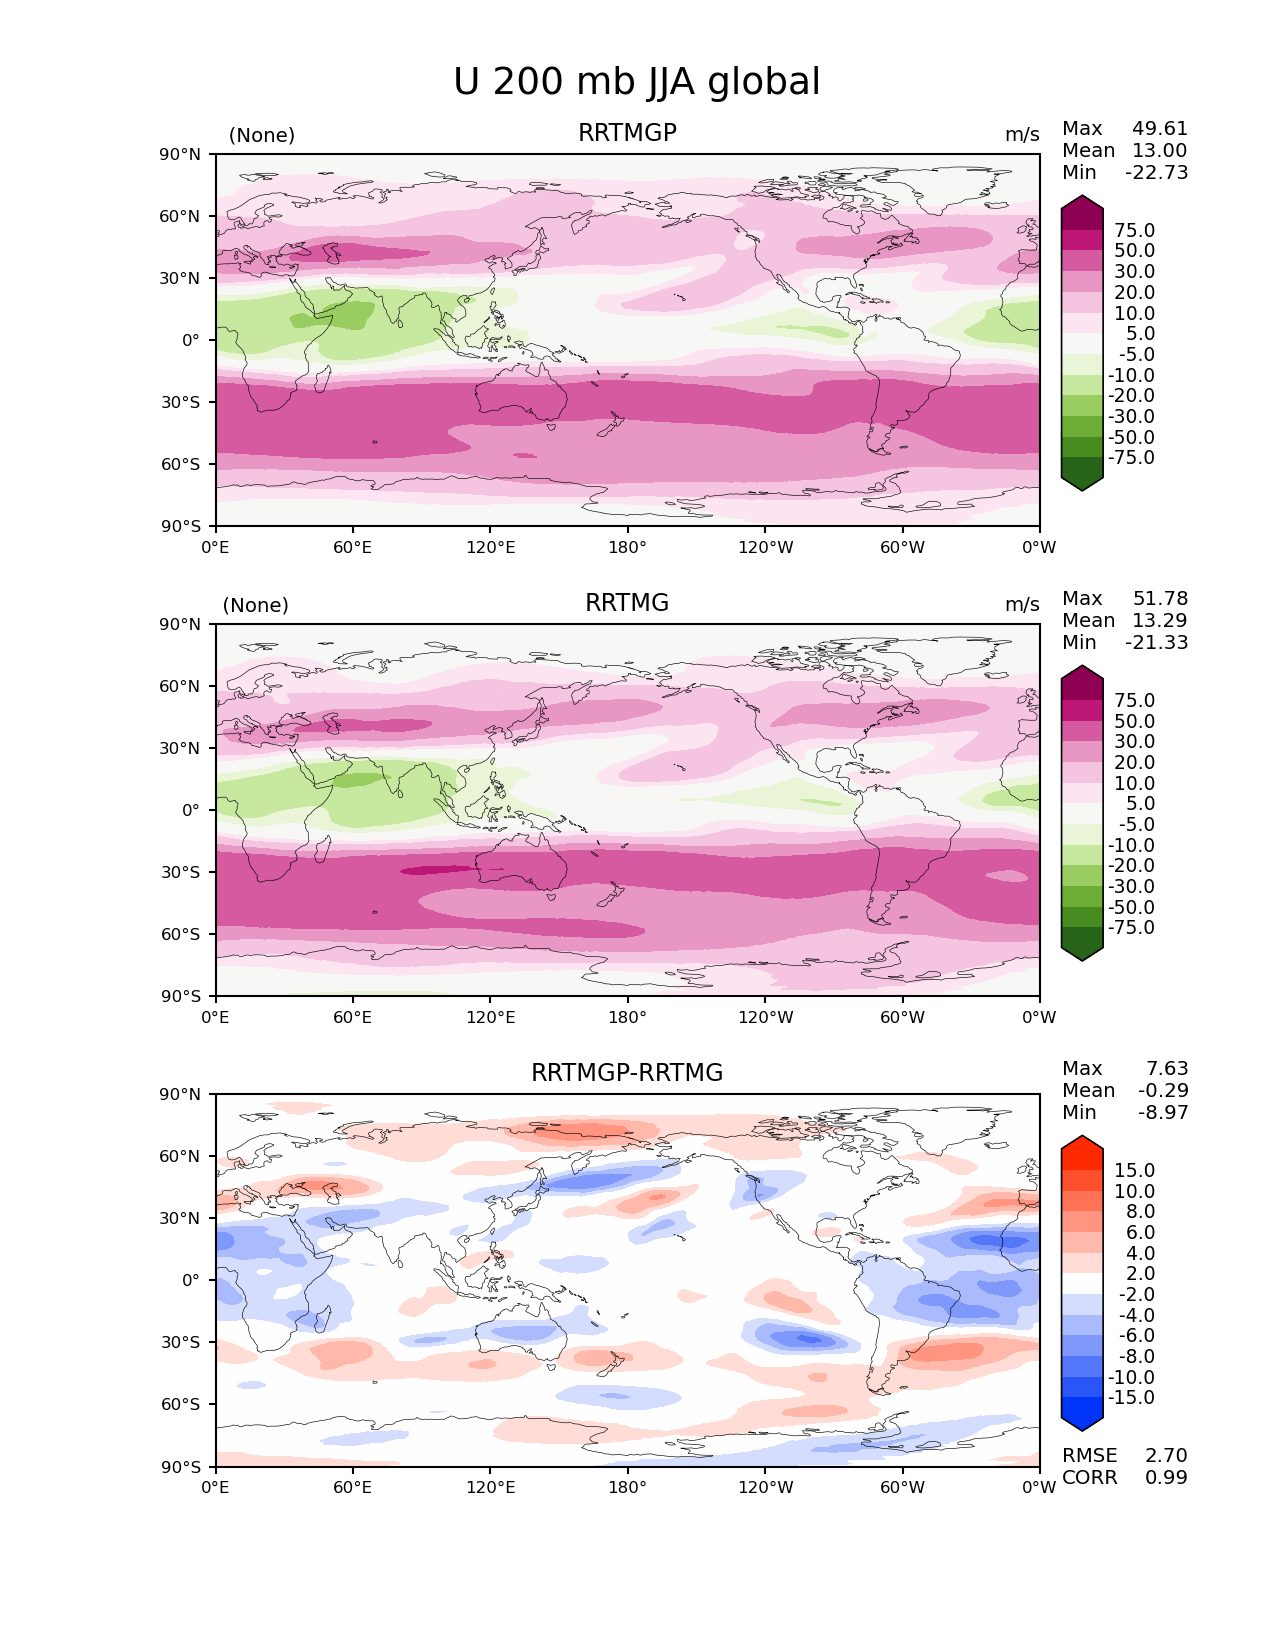 U 200 mb JJA global
(None) RRTMGP m/s
Max 49.61
Mean 13.00
Min -22.73
90°N
60°N
30°N
0°
30°S
60°S
90°S
0°E 60°E 120°E 180° 120°W 60°W 0°W
75.0
50.0
30.0
20.0
10.0
5.0
-5.0
-10.0
-20.0
-30.0
-50.0
-75.0
(None) RRTMG m/s
Max 51.78
Mean 13.29
Min -21.33
90°N
60°N
30°N
0°
30°S
60°S
90°S
0°E 60°E 120°E 180° 120°W 60°W 0°W
75.0
50.0
30.0
20.0
10.0
5.0
-5.0
-10.0
-20.0
-30.0
-50.0
-75.0
RRTMGP-RRTMG
Max 7.63
Mean -0.29
Min -8.97
90°N
60°N
30°N
0°
30°S
60°S
90°S
0°E 60°E 120°E 180° 120°W 60°W 0°W
15.0
10.0
8.0
6.0
4.0
2.0
-2.0
-4.0
-6.0
-8.0
-10.0
-15.0
RMSE 2.70
CORR 0.99